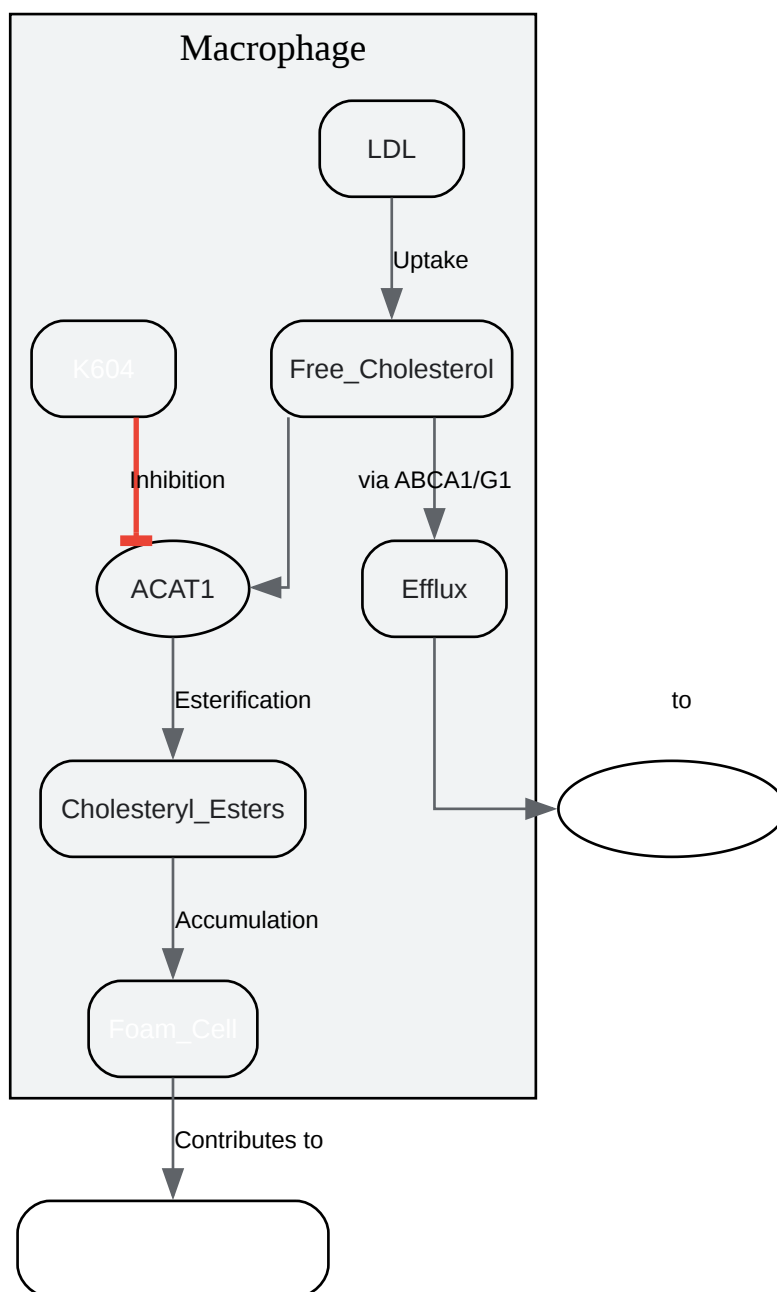 Macrophage
LDL
Uptake
K604
Free_Cholesterol
Inhibition
via ABCA1/G1
ACAT1
Efflux
Esterification
to
Cholesteryl_Esters
Accumulation
Foam_Cell
Contributes to